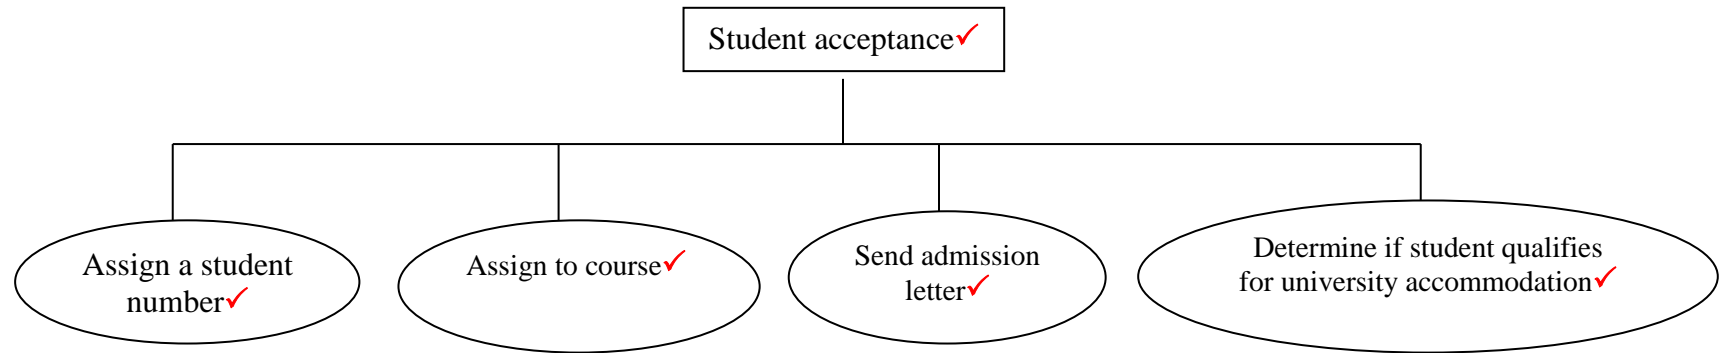 Student acceptance✓
Assign a student
number✓
Assign to course✓
Send admission
letter✓
Determine if student qualifies
for university accommodation✓